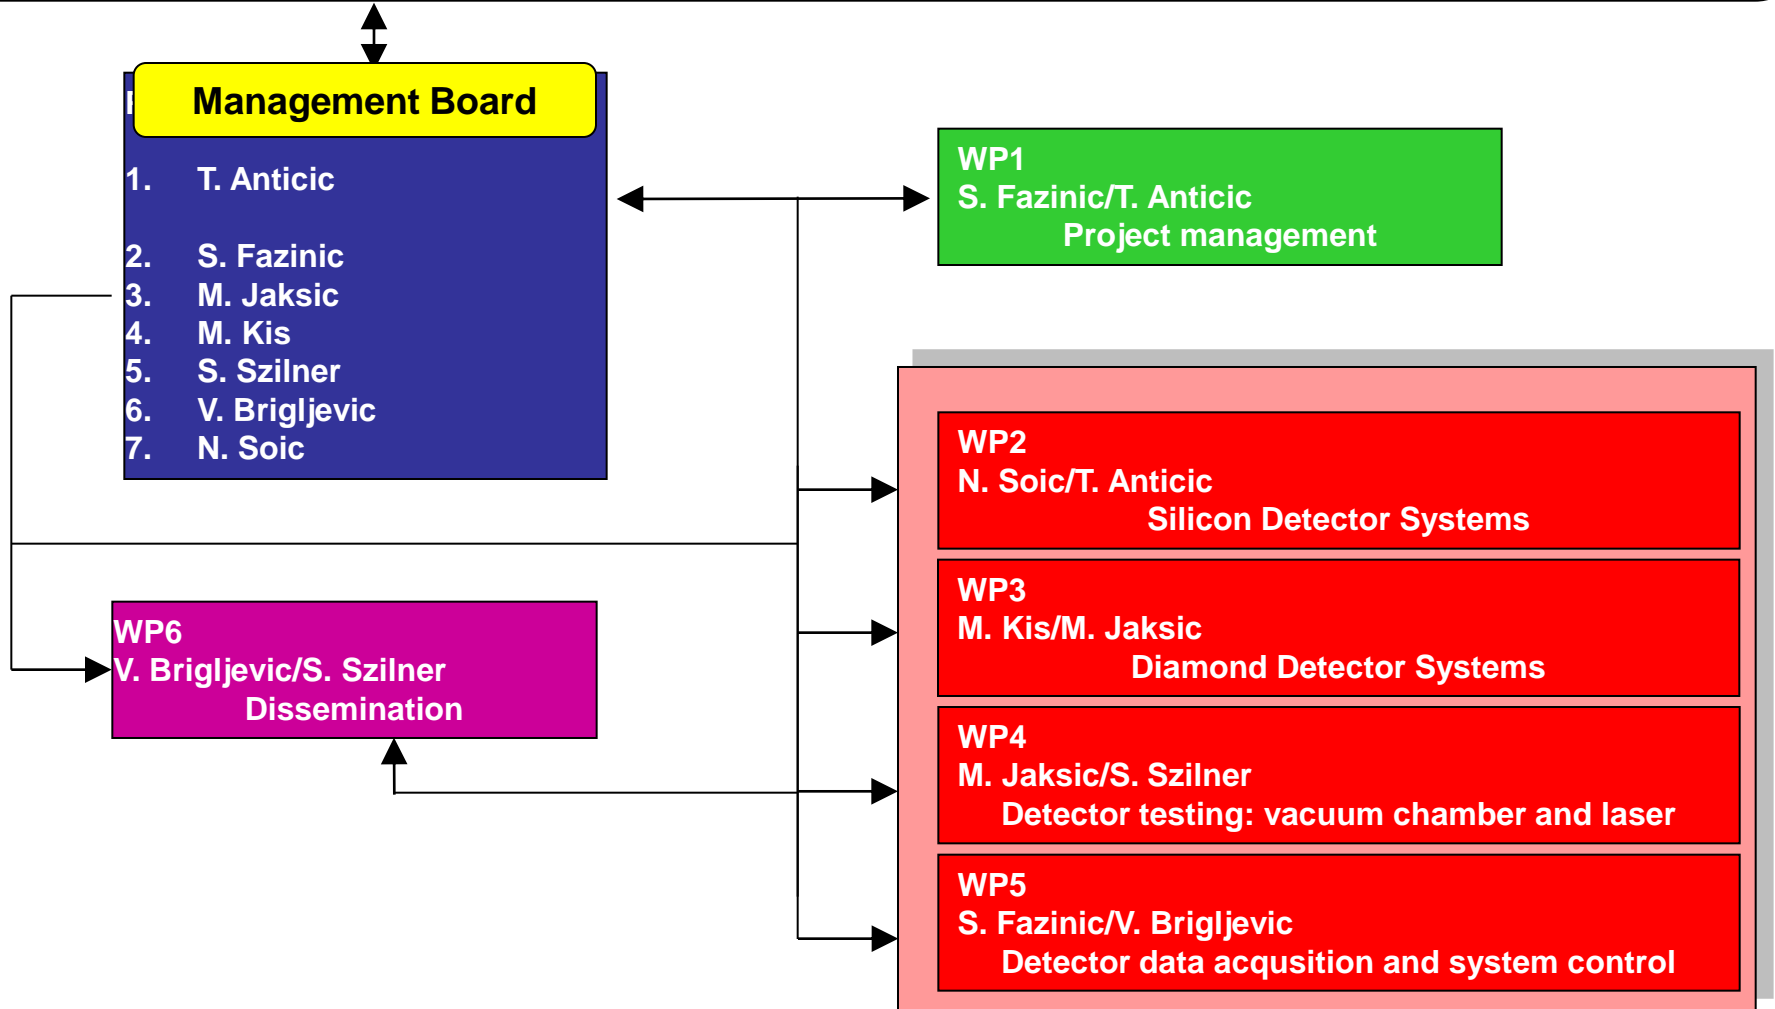 Management Board
1. T. Anticic
2. S. Fazinic
3. M. Jaksic
4. M. Kis
5. S. Szilner
6. V. Brigljevic
7. N. Soic
WP1
S. Fazinic/T. Anticic
Project management
WP2
N. Soic/T. Anticic
Silicon Detector Systems
WP3
M. Kis/M. Jaksic
Diamond Detector Systems
WP4
M. Jaksic/S. Szilner
Detector testing: vacuum chamber and laser
WP5
S. Fazinic/V. Brigljevic
Detector data acqusition and system control
WP6
V. Brigljevic/S. Szilner
Dissemination